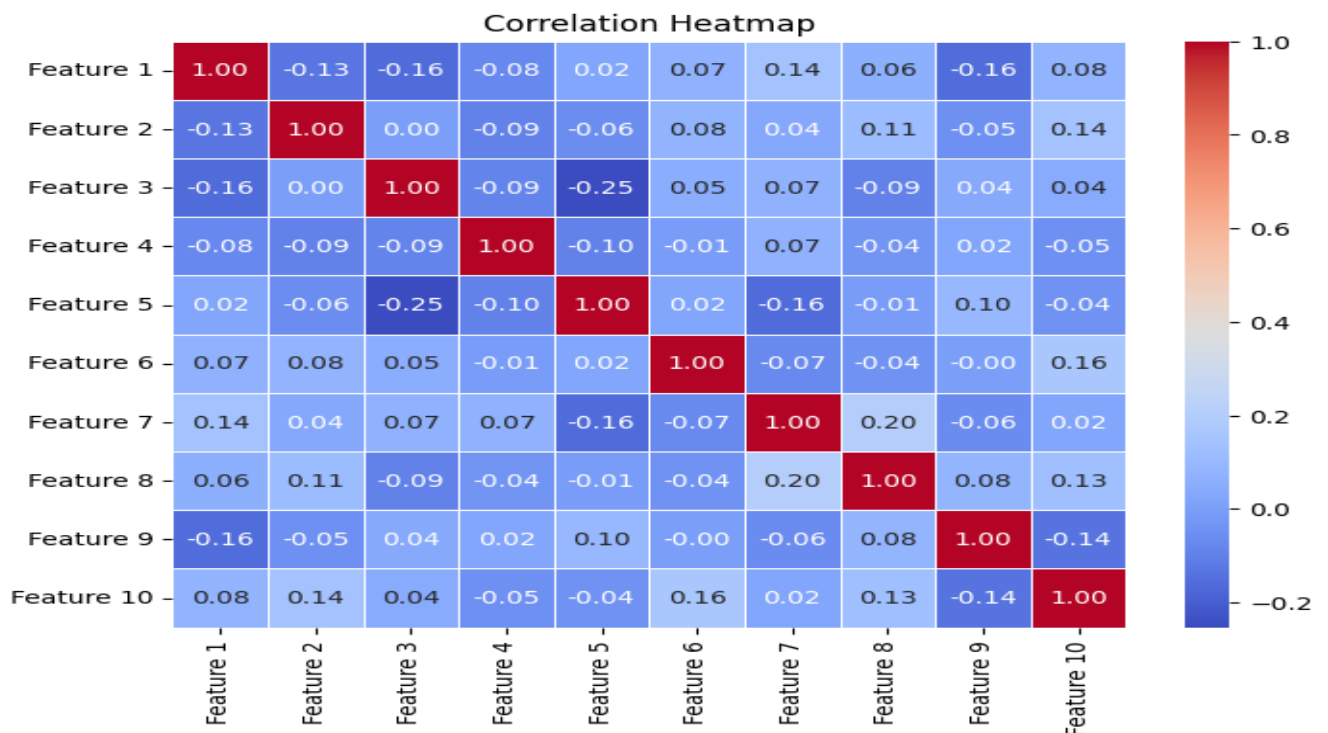 Correlation Heatmap
Feature 1 1.00 -0.13 -0.16 -0.08 0.02 0.07 0.14 0.06 -0.16 0.08
Feature 2 -0.13 1.00 0.00 -0.09 -0.06 0.08 0.04 0.11 -0.05 0.14
Feature 3 -0.16 0.00 1.00 -0.09 -0.25 0.05 0.07 -0.09 0.04 0.04
Feature 4 -0.08 -0.09 -0.09 1.00 -0.10 -0.01 0.07 -0.04 0.02 -0.05
Feature 5 0.02 -0.06 -0.25 -0.10 1.00 0.02 -0.16 -0.01 0.10 -0.04
Feature 6 0.07 0.08 0.05 -0.01 0.02 1.00 -0.07 -0.04 -0.00 0.16
Feature 7 0.14 0.04 0.07 0.07 -0.16 -0.07 1.00 0.20 -0.06 0.02
Feature 8 0.06 0.11 -0.09 -0.04 -0.01 -0.04 0.20 1.00 0.08 0.13
Feature 9 -0.16 -0.05 0.04 0.02 0.10 -0.00 -0.06 0.08 1.00 -0.14
Feature 10 0.08 0.14 0.04 -0.05 -0.04 0.16 0.02 0.13 -0.14 1.00
Feature 1 Feature 2 Feature 3 Feature 4 Feature 5 Feature 6 Feature 7 Feature 8 Feature 9 Feature 10
1.0
0.8
0.6
0.4
0.2
0.0
−0.2